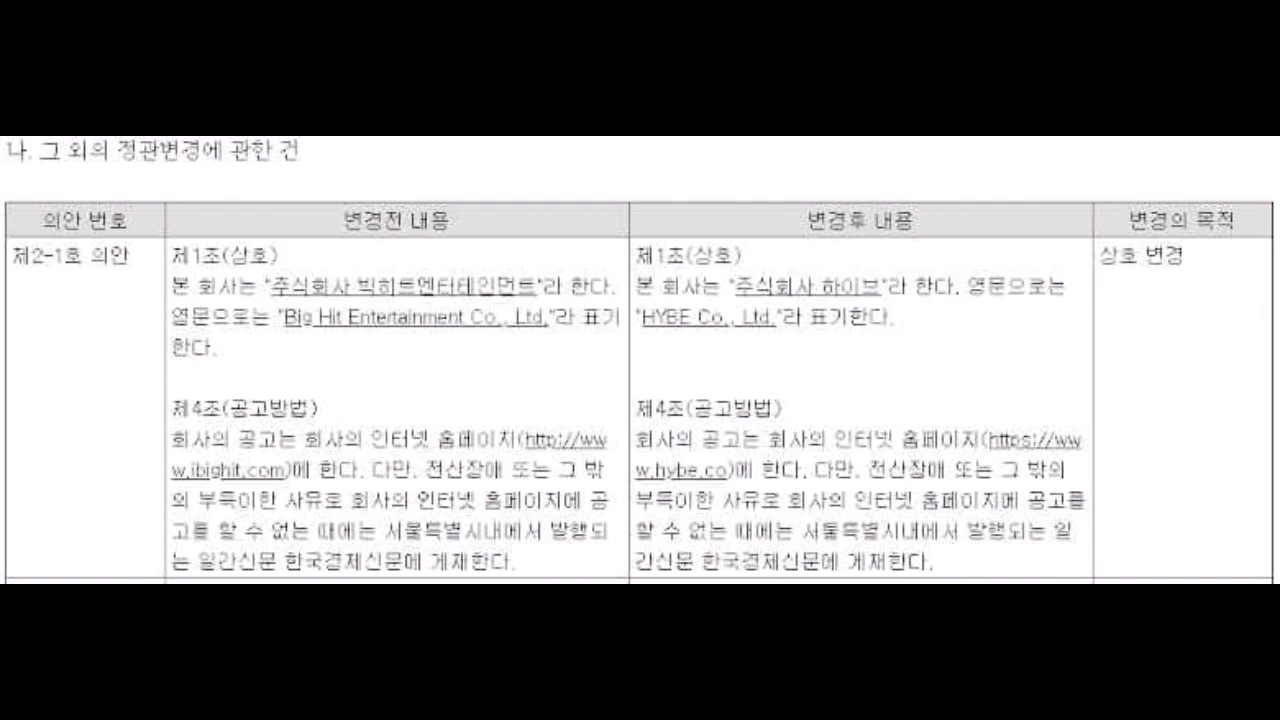 나. 그 외의 정관변경에 관한 건
의안 번호
변경전 내용
변경후 내용
변경의 목적
제2-1호 의안
제1조(상호)
본 회사는 "주식회사 빅히트엔터테인먼트"라 한다.
영문으로는 "Big Hit Entertainment Co., Ltd."라 표기
한다.
제4조(공고방법)
회사의 공고는 회사의 인터넷 홈페이지(http://ww
w.ibighit.com)에 한다. 다만, 전산장애 또는 그 밖
의 부득이한 사유로 회사의 인터넷 홈페이지에 공
고를 할 수 없는 때에는 서울특별시내에서 발행되
는 일간신문 한국경제신문에 게재한다.
제1조(상호)
본 회사는 "주식회사 하이브"라 한다. 영문으로는
"HYBE Co., Ltd."라 표기한다.
제4조(공고방법)
회사의 공고는 회사의 인터넷 홈페이지(https://ww
w.hybe.co)에 한다. 다만, 전산장애 또는 그 밖의
부득이한 사유로 회사의 인터넷 홈페이지에 공고를
할 수 없는 때에는 서울특별시내에서 발행되는 일
간신문 한국경제신문에 게재한다.
상호 변경